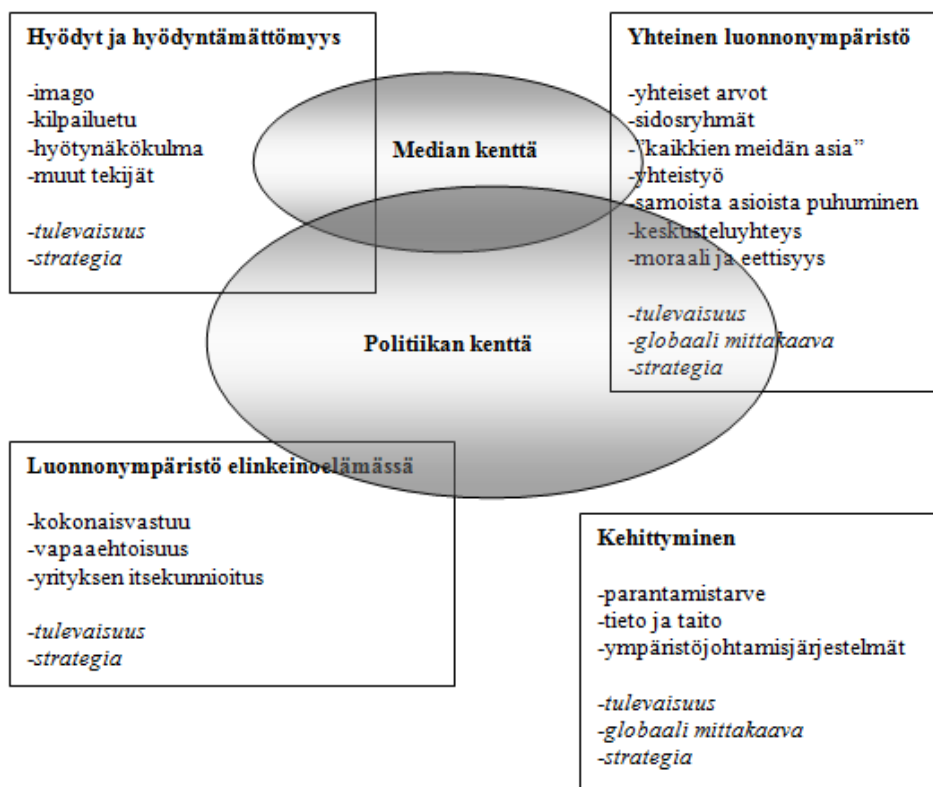 Hyödyt ja hyödyntämättömyys
-imago
-kilpailuetu
-hyötynäkökulma
-muut tekijät
-tulevaisuus
-strategia
Yhteinen luonnonympäristö
-yhteiset arvot
-sidosryhmät
-”kaikkien meidän asia”
-yhteistyö
-samoista asioista puhuminen
-keskusteluyhteys
-moraali ja eettisyys
-tulevaisuus
-globaali mittakaava
-strategia
Median kenttä
Politiikan kenttä
Luonnonympäristö elinkeinoelämässä
-kokonaisvastuu
-vapaaehtoisuus
-yrityksen itsekunnioitus
-tulevaisuus
-strategia
Kehittyminen
-parantamistarve
-tieto ja taito
-ympäristöjohtamisjärjestelmät
-tulevaisuus
-globaali mittakaava
-strategia